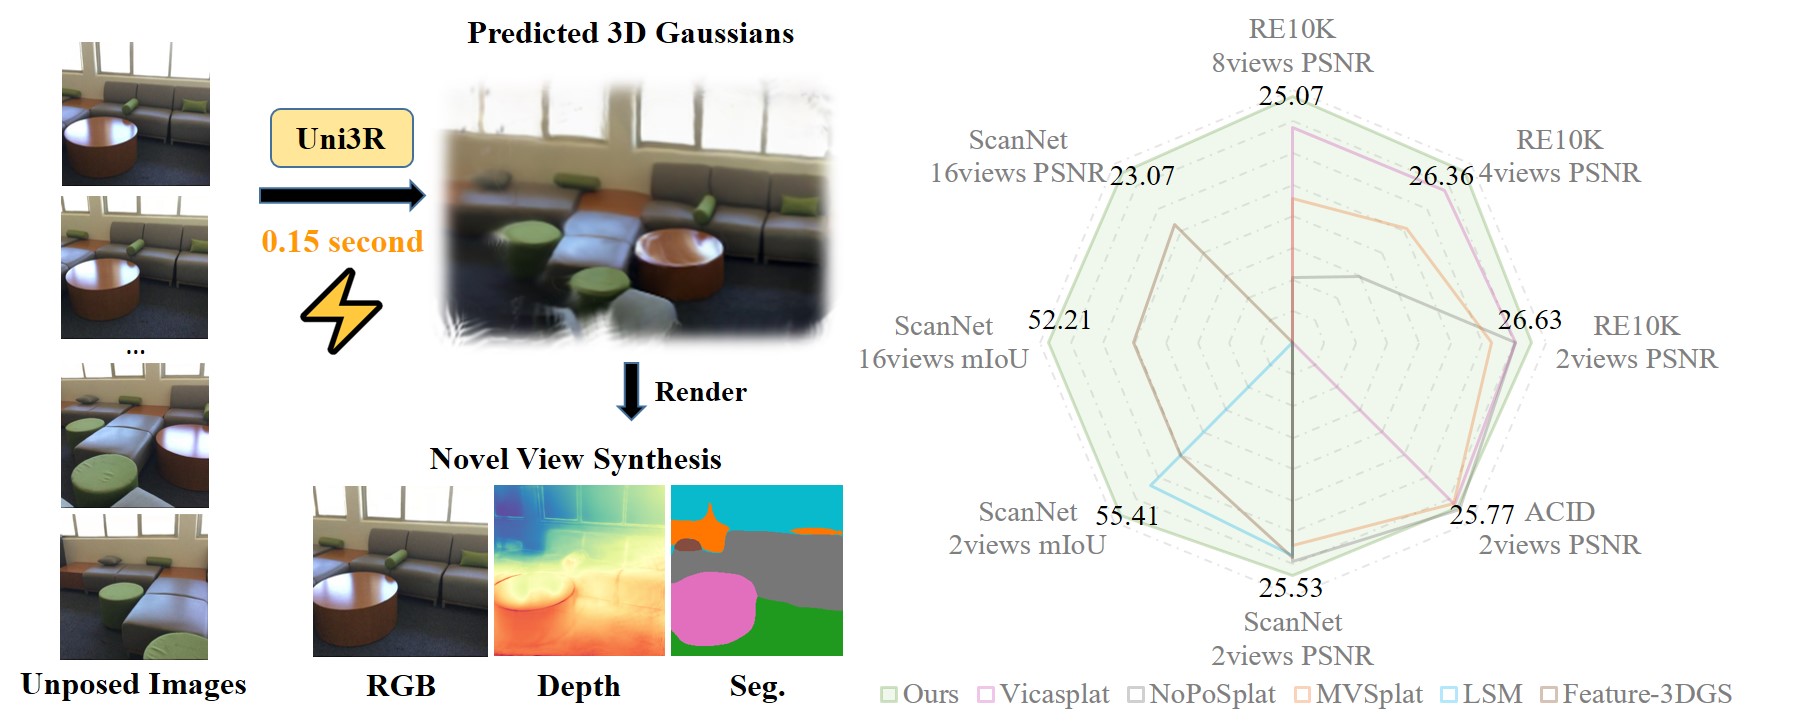 Predicted 3D Gaussians
Uni3R
0.15 second
...
Render
Novel View Synthesis
Unposed Images
RGB
Depth
Seg.
RE10K
8views PSNR
25.07
RE10K
4views PSNR
26.36
RE10K
2views PSNR
26.63
ACID
2views PSNR
25.77
25.53
ScanNet
2views PSNR
ScanNet
2views mIoU
55.41
ScanNet
16views mIoU
52.21
ScanNet
16views PSNR
23.07
Ours Vicasplat NoPoSplat MVSplat LSM Feature-3DGS